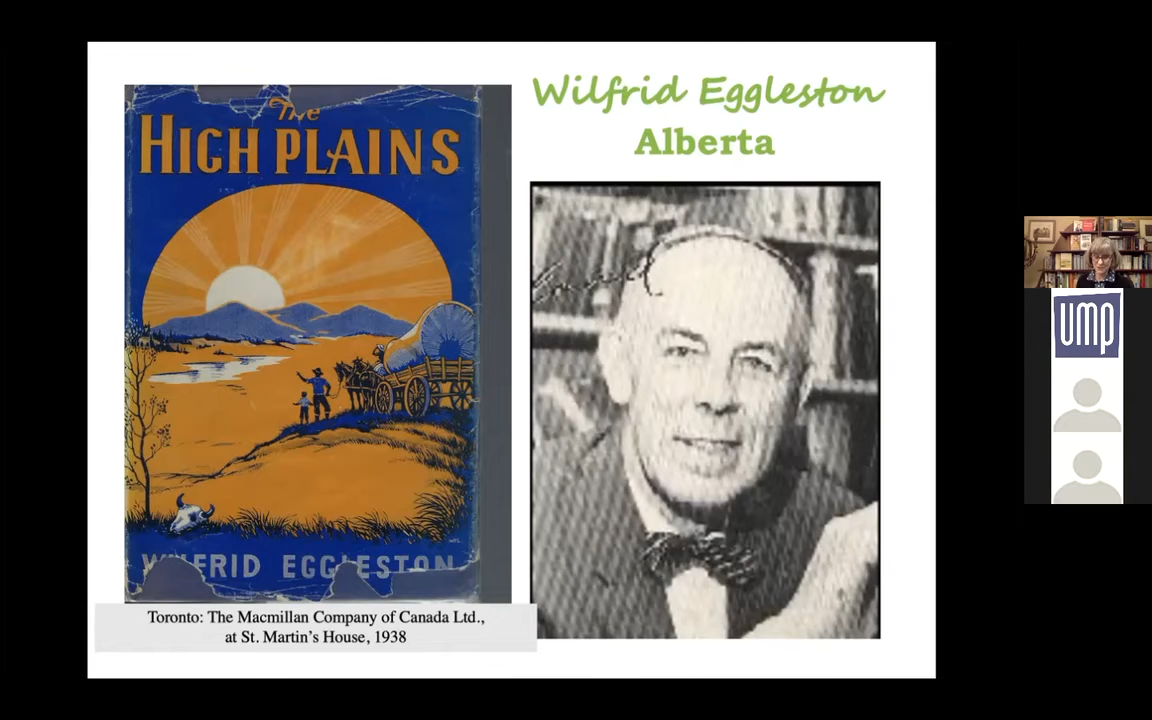 The
HIGH PLAINS
WILFRID EGGLESTON
Toronto: The Macmillan Company of Canada Ltd.,
at St. Martin's House, 1938
Wilfrid Eggleston
Alberta
ump